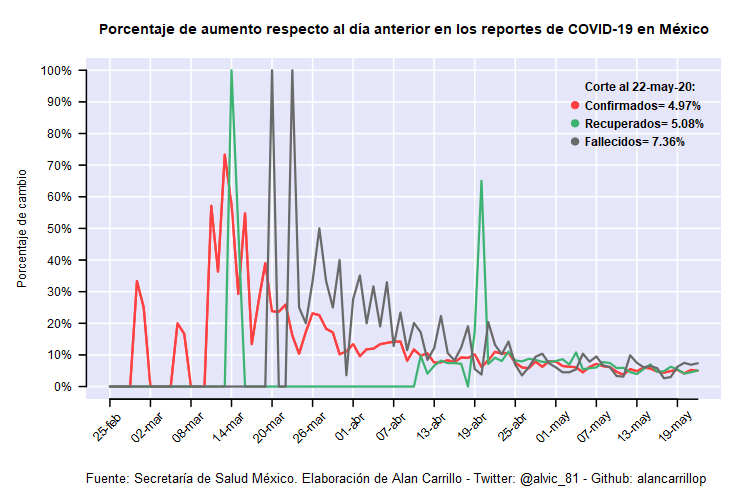 Porcentaje de aumento respecto al día anterior en los reportes de COVID-19 en México
Corte al 22-may-20:
Confirmados= 4.97%
Recuperados= 5.08%
Fallecidos= 7.36%
Porcentaje de cambio
100%
90%
80%
70%
60%
50%
40%
30%
20%
10%
0%
25-feb
02-mar
08-mar
14-mar
20-mar
26-mar
01-abr
07-abr
13-abr
19-abr
25-abr
01-may
07-may
13-may
19-may
Fuente: Secretaría de Salud México. Elaboración de Alan Carrillo - Twitter: @alvic_81 - Github: alancarrillop